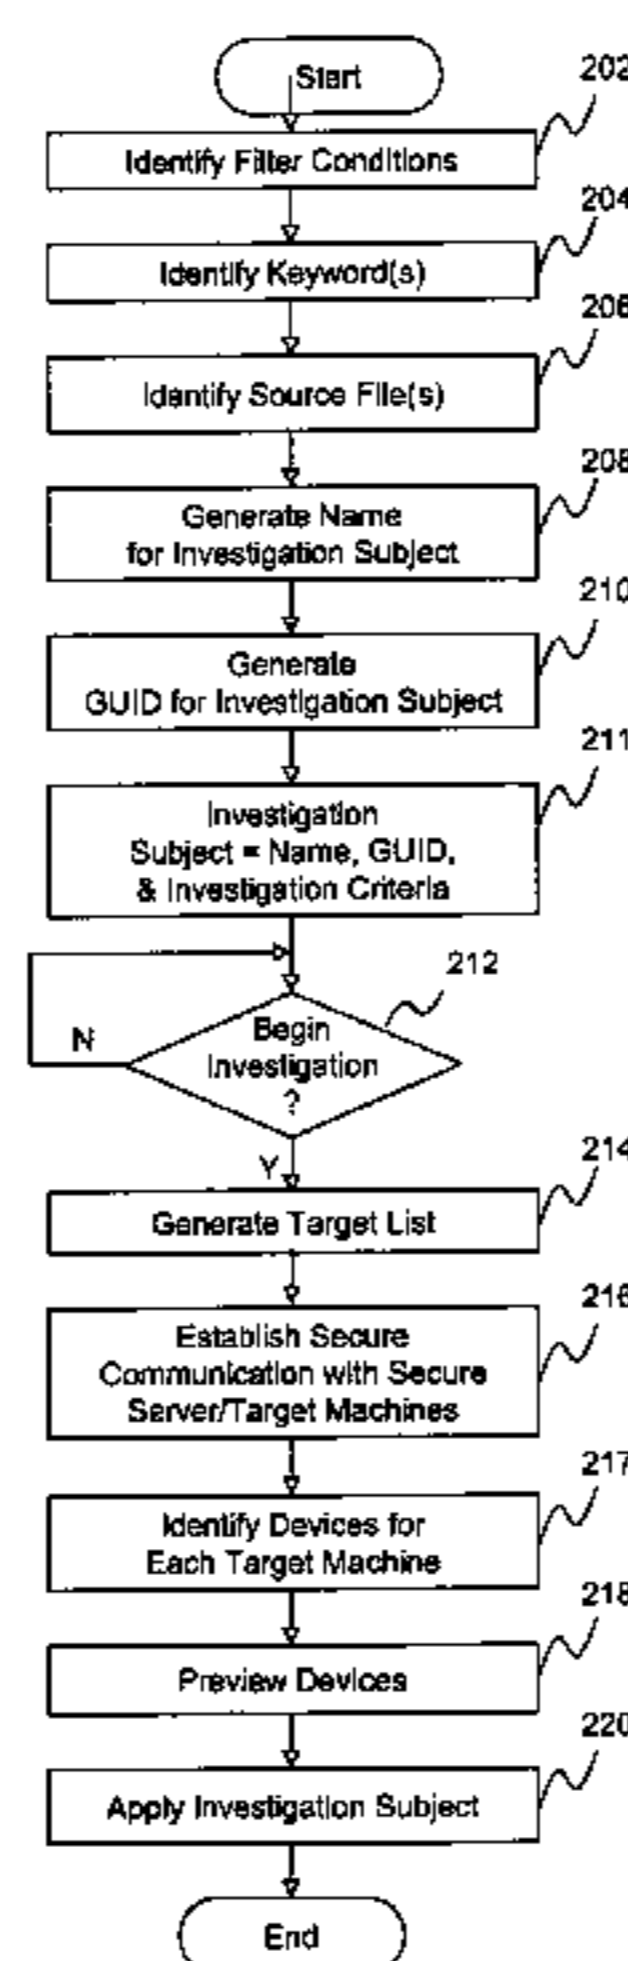 Start
202
Identify Filter Conditions
204
Identify Keyword(s)
206
Identify Source File(s)
208
Generate Name
for Investigation Subject
210
Generate
GUID for Investigation Subject
211
Investigation
Subject = Name, GUID,
& Investigation Criteria
212
Begin
Investigation
?
N
Y
214
Generate Target List
216
Establish Secure
Communication with Secure
Server/Target Machines
217
Identify Devices for
Each Target Machine
218
Preview Devices
220
Apply Investigation Subject
End